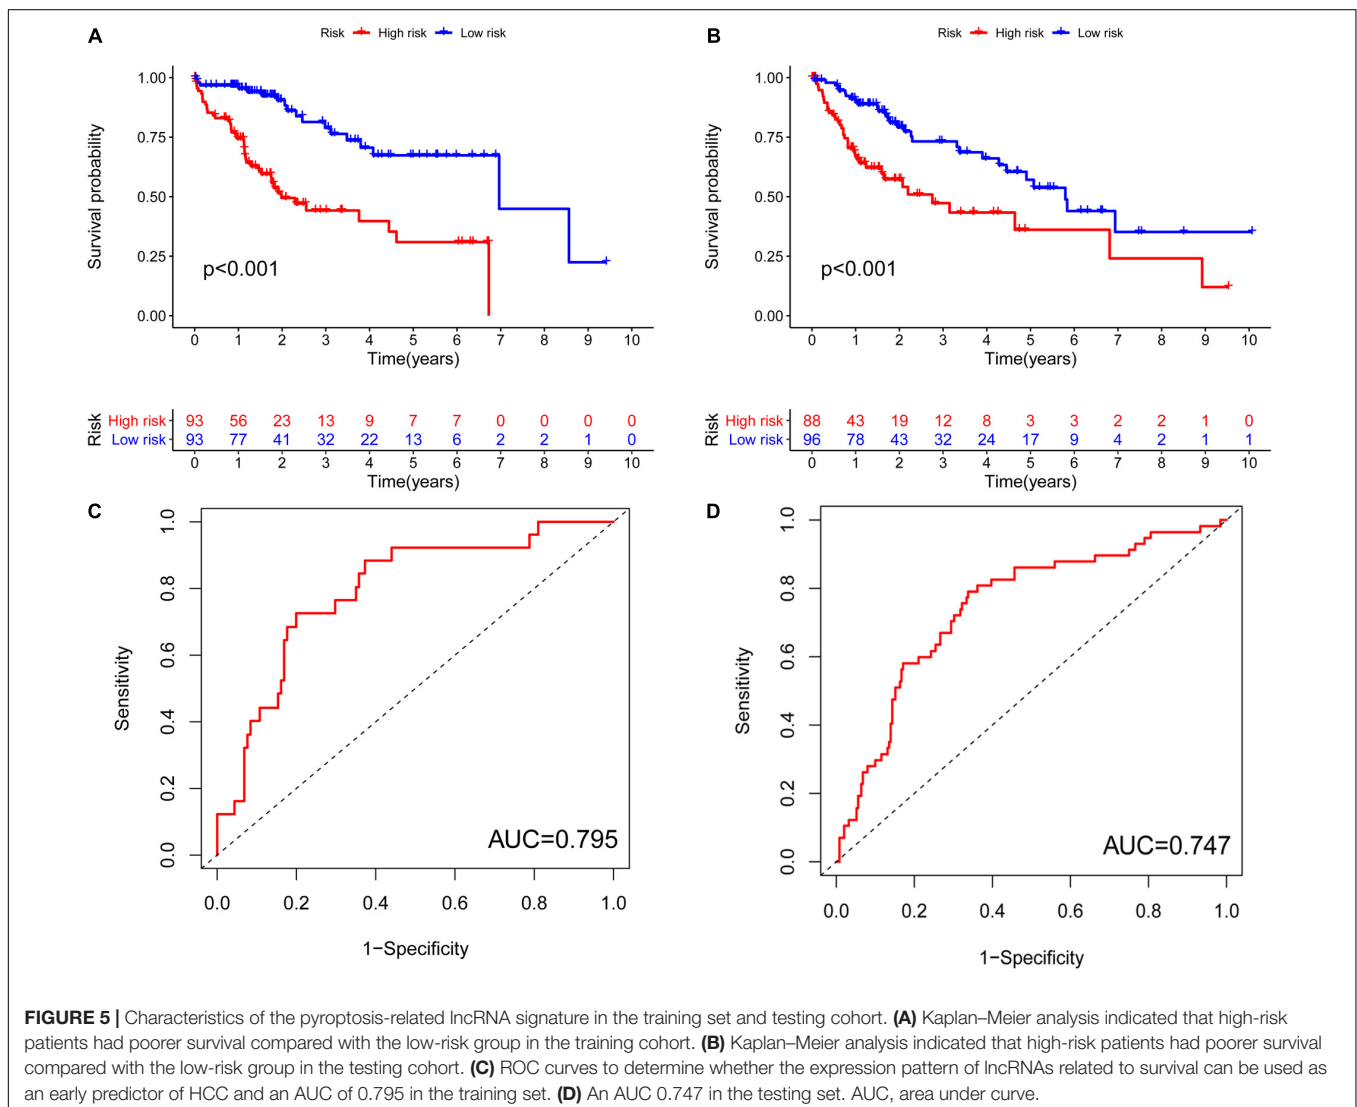 A
Risk High risk Low risk
Survival probability
1.00
0.75
0.50
0.25
0.00
p<0.001
0 1 2 3 4 5 6 7 8 9 10
Time(years)
Risk
High risk 93 56 23 13 9 7 7 0 0 0 0
Low risk 93 77 41 32 22 13 6 2 2 1 0
0 1 2 3 4 5 6 7 8 9 10
Time(years)
B
Risk High risk Low risk
Survival probability
1.00
0.75
0.50
0.25
0.00
p<0.001
0 1 2 3 4 5 6 7 8 9 10
Time(years)
Risk
High risk 88 43 19 12 8 3 3 2 2 1 0
Low risk 96 78 43 32 24 17 9 4 2 1 1
0 1 2 3 4 5 6 7 8 9 10
Time(years)
C
Sensitivity
1.0
0.8
0.6
0.4
0.2
0.0
AUC=0.795
0.0 0.2 0.4 0.6 0.8 1.0
1−Specificity
D
Sensitivity
1.0
0.8
0.6
0.4
0.2
0.0
AUC=0.747
0.0 0.2 0.4 0.6 0.8 1.0
1−Specificity
FIGURE 5 | Characteristics of the pyroptosis-related lncRNA signature in the training set and testing cohort. (A) Kaplan–Meier analysis indicated that high-risk
patients had poorer survival compared with the low-risk group in the training cohort. (B) Kaplan–Meier analysis indicated that high-risk patients had poorer survival
compared with the low-risk group in the testing cohort. (C) ROC curves to determine whether the expression pattern of lncRNAs related to survival can be used as
an early predictor of HCC and an AUC of 0.795 in the training set. (D) An AUC 0.747 in the testing set. AUC, area under curve.